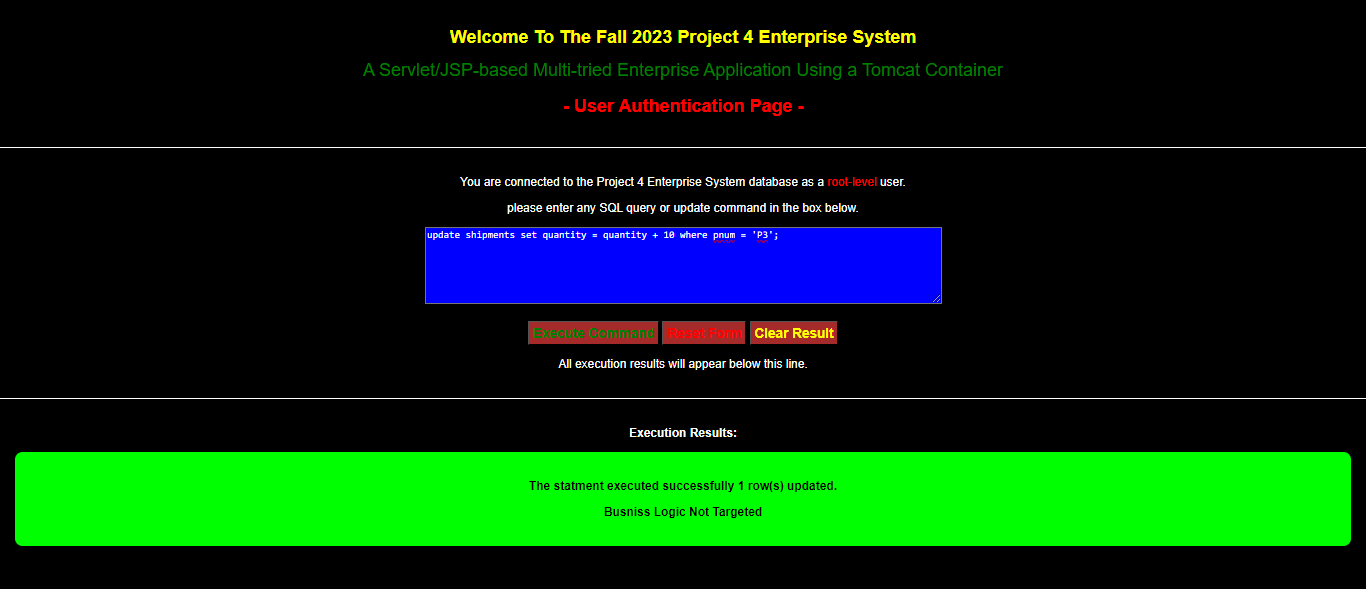 Welcome To The Fall 2023 Project 4 Enterprise System
A Servlet/JSP-based Multi-tried Enterprise Application Using a Tomcat Container
- User Authentication Page -
You are connected to the Project 4 Enterprise System database as a root-level user.
please enter any SQL query or update command in the box below.
update shipments set quantity = quantity + 10 where pnum = 'P3';
Execute Command Reset Form Clear Result
All execution results will appear below this line.
Execution Results:
The statment executed successfully 1 row(s) updated.
Busniss Logic Not Targeted